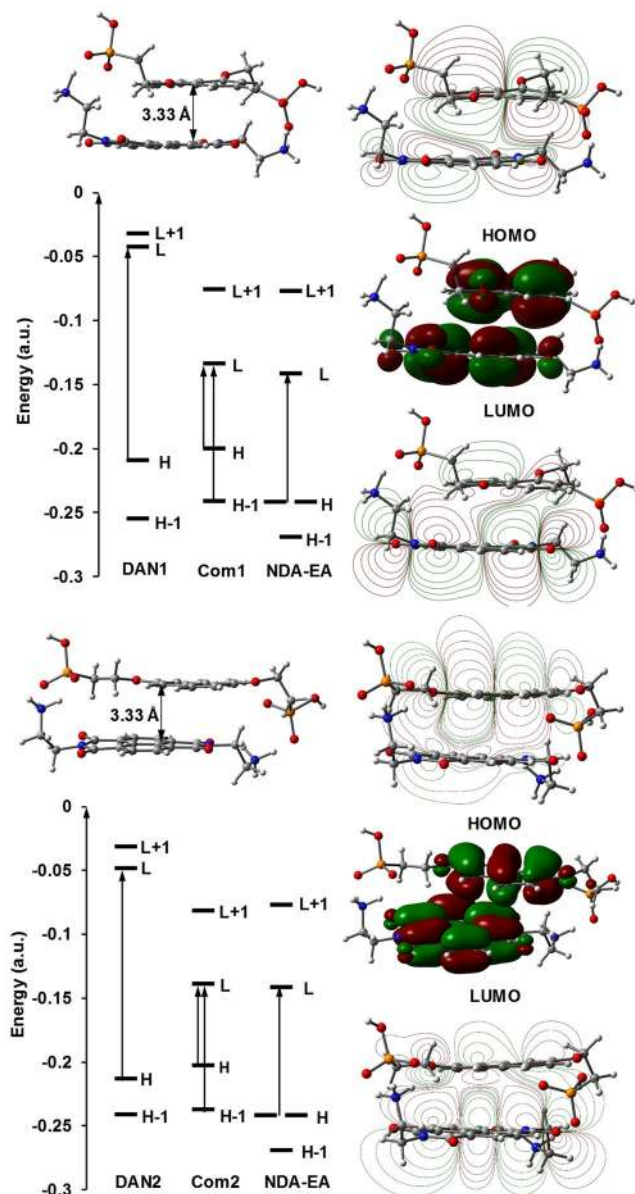 3.33 Å
HOMO
LUMO
Energy (a.u.)
0
-0.05
-0.1
-0.15
-0.2
-0.25
-0.3
L+1
L
H
H-1
L+1
L
H
H-1
L+1
L
H
H-1
DAN1 Com1 NDA-EA
3.33 Å
HOMO
LUMO
Energy (a.u.)
0
-0.05
-0.1
-0.15
-0.2
-0.25
-0.3
L+1
L
H
H-1
L+1
L
H
H-1
L+1
L
H
H-1
DAN2 Com2 NDA-EA